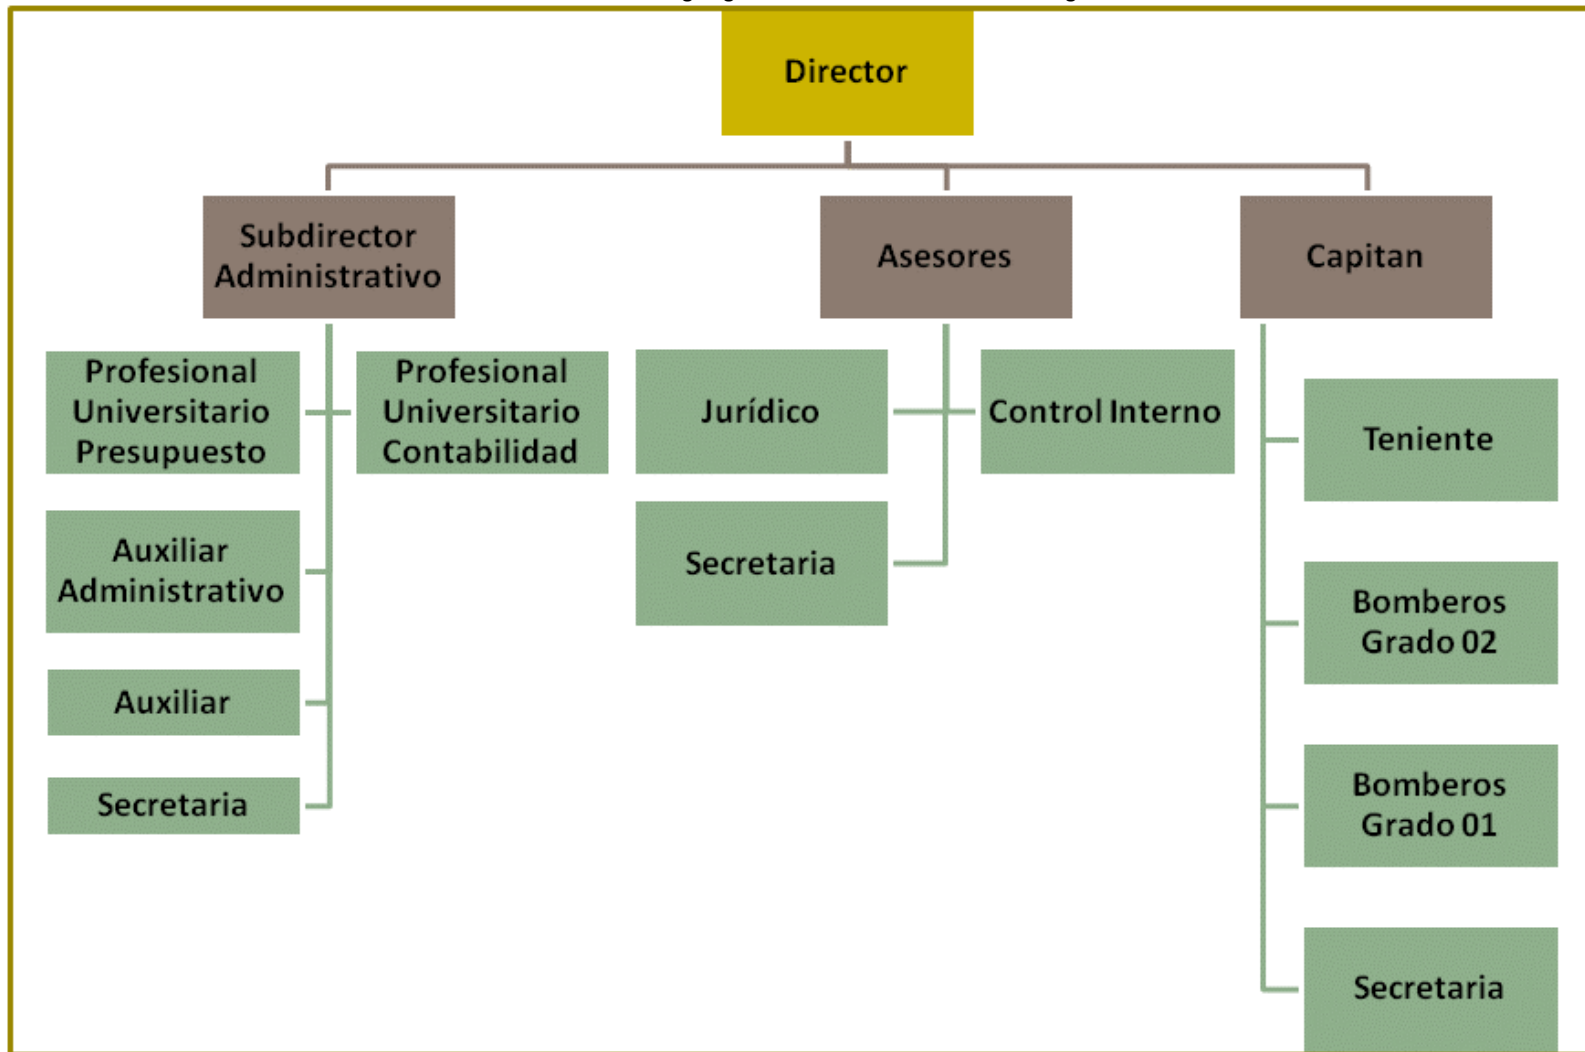 Director
Subdirector
Administrativo
Asesores
Capitan
Profesional
Universitario
Presupuesto
Profesional
Universitario
Contabilidad
Auxiliar
Administrativo
Auxiliar
Secretaria
Jurídico
Control Interno
Secretaria
Teniente
Bomberos
Grado 02
Bomberos
Grado 01
Secretaria